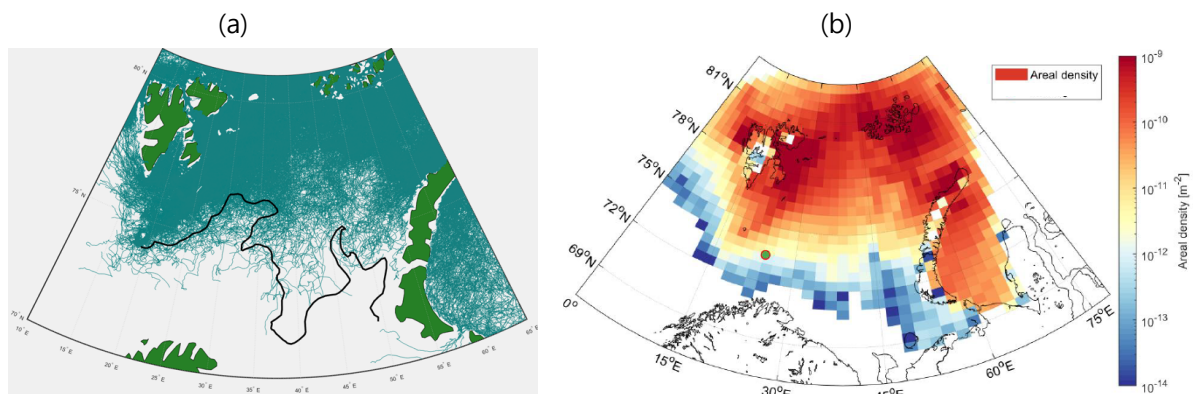 (a)
(b)
80° N
75° N
70° N
10° E
15° E
20° E
25° E
30° E
35° E
40° E
45° E
50° E
55° E
60° E
65° E
81°N
78°N
75°N
72°N
69°N
0°
15°E
30°E
45°E
60°E
75°E
Areal density
-
10⁻⁹
10⁻¹⁰
10⁻¹¹
10⁻¹²
10⁻¹³
10⁻¹⁴
Areal density [m⁻²]